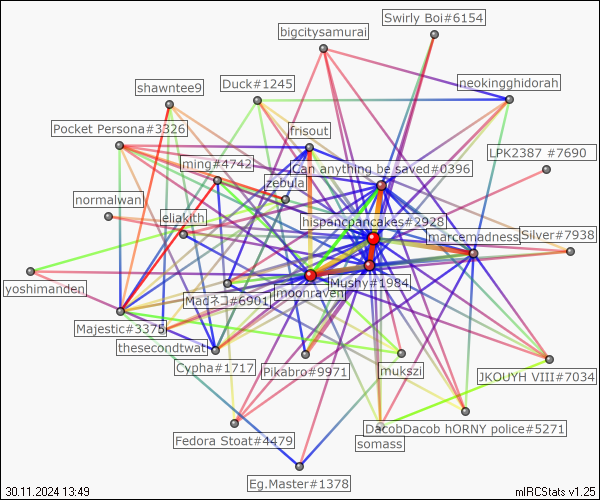 Swirly Boi#6154
bigcitysamurai
neokingghidorah
shawntee9
Duck#1245
Pocket Persona#3326
frisout
LPK2387 #7690
ming#4742
Can anything be saved#0396
zebula
normalwan
eliakith
hispancpancakes#2928
Silver#7938
marcemadness
yoshimanden
Mushy#1984
moonraven
Madネコ#6901
Majestic#3375
thesecondtwat
Cypha#1717
Pikabro#9971
mukszi
JKOUYH VIII#7034
DacobDacob hORNY police#5271
Fedora Stoat#4479
somass
Eg.Master#1378
30.11.2024 13:49
mIRCStats v1.25